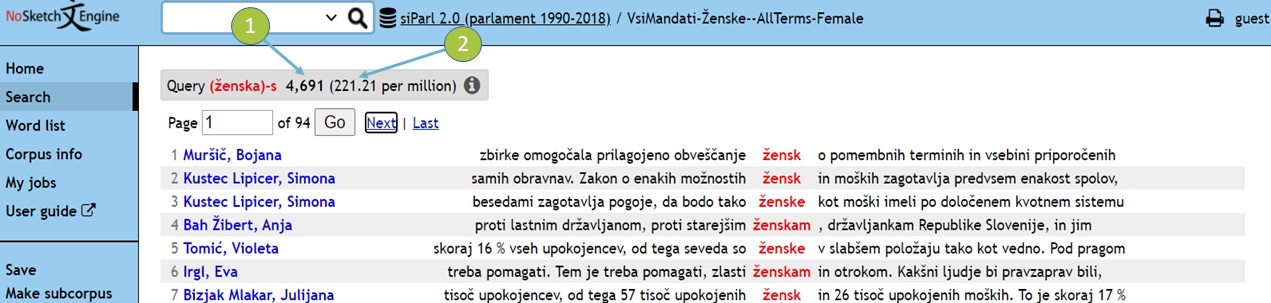 NoSketch Engine
siParl 2.0 (parlament 1990-2018) / VsiMandati-Ženske--AllTerms-Female
guest
1
2
Home
Search
Word list
Corpus info
My jobs
User guide
Save
Make subcorpus
Query (ženska)-s 4,691 (221.21 per million)
Page 1 of 94 Go Next | Last
1 Muršič, Bojana zbirke omogočala prilagojeno obveščanje žensk o pomembnih terminih in vsebini priporočenih
2 Kustec Lipicer, Simona samih obravnav. Zakon o enakih možnostih žensk in moških zagotavlja predvsem enakost spolov,
3 Kustec Lipicer, Simona besedami zagotavlja pogoje, da bodo tako ženske kot moški imeli po določenem kvotnem sistemu
4 Bah Žibert, Anja proti lastnim državljanom, proti starejšim ženskam , državljankam Republike Slovenije, in jim
5 Tomić, Violeta skoraj 16 % vseh upokojencev, od tega seveda so ženske v slabšem položaju tako kot vedno. Pod pragom
6 Irgl, Eva treba pomagati. Tem je treba pomagati, zlasti ženskam in otrokom. Kakšni ljudje bi pravzaprav bili,
7 Bizjak Mlakar, Julijana tisoč upokojencev, od tega 57 tisoč upokojenih žensk in 26 tisoč upokojenih moških. To je skoraj 17 %